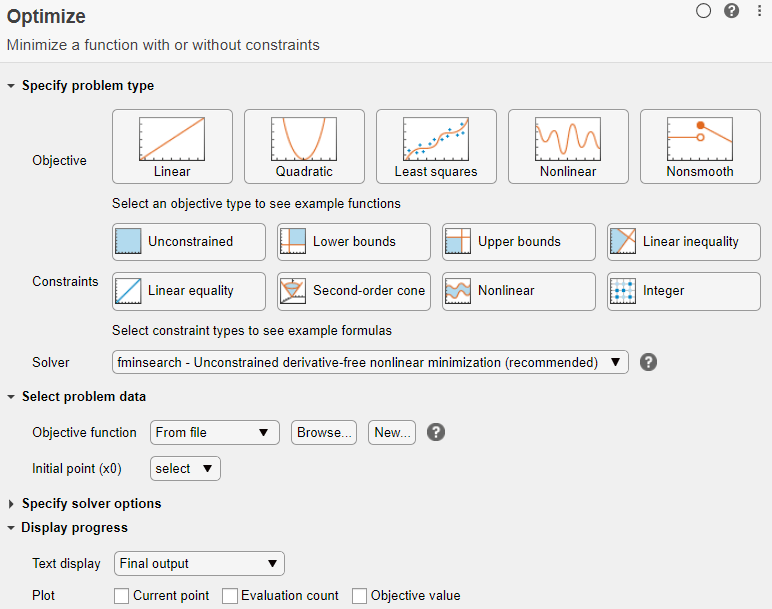 Optimize
Minimize a function with or without constraints
Specify problem type
Objective
Linear
Quadratic
Least squares
Nonlinear
Nonsmooth
Select an objective type to see example functions
Constraints
Unconstrained
Lower bounds
Upper bounds
Linear inequality
Linear equality
Second-order cone
Nonlinear
Integer
Select constraint types to see example formulas
Solver
fminsearch - Unconstrained derivative-free nonlinear minimization (recommended)
Select problem data
Objective function
From file
Browse...
New...
Initial point (x0)
select
Specify solver options
Display progress
Text display
Final output
Plot
Current point
Evaluation count
Objective value